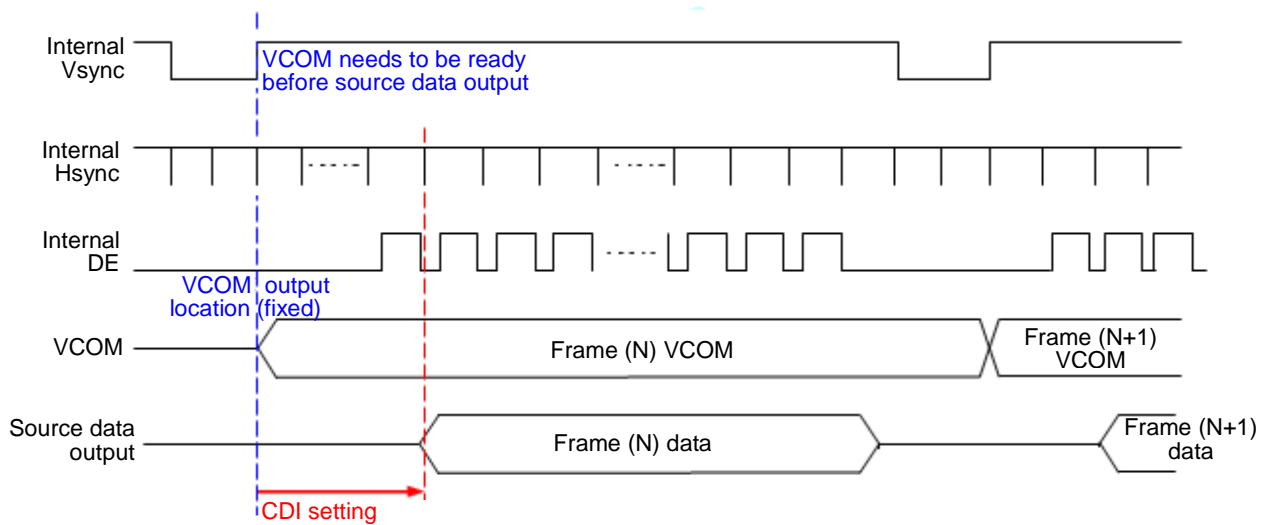 Internal
Vsync
VCOM needs to be ready
before source data output
Internal
Hsync
Internal
DE
VCOM output
location (fixed)
VCOM
Frame (N) VCOM
Frame (N+1)
VCOM
Source data
output
Frame (N) data
Frame (N+1)
data
CDI setting